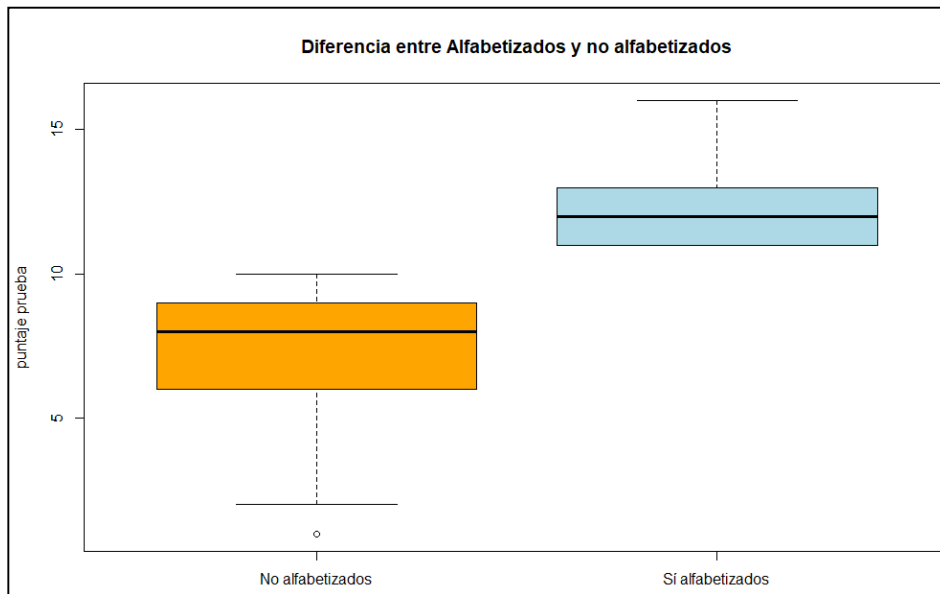 Diferencia entre Alfabetizados y no alfabetizados
puntaje prueba
15
10
5
No alfabetizados
Sí alfabetizados